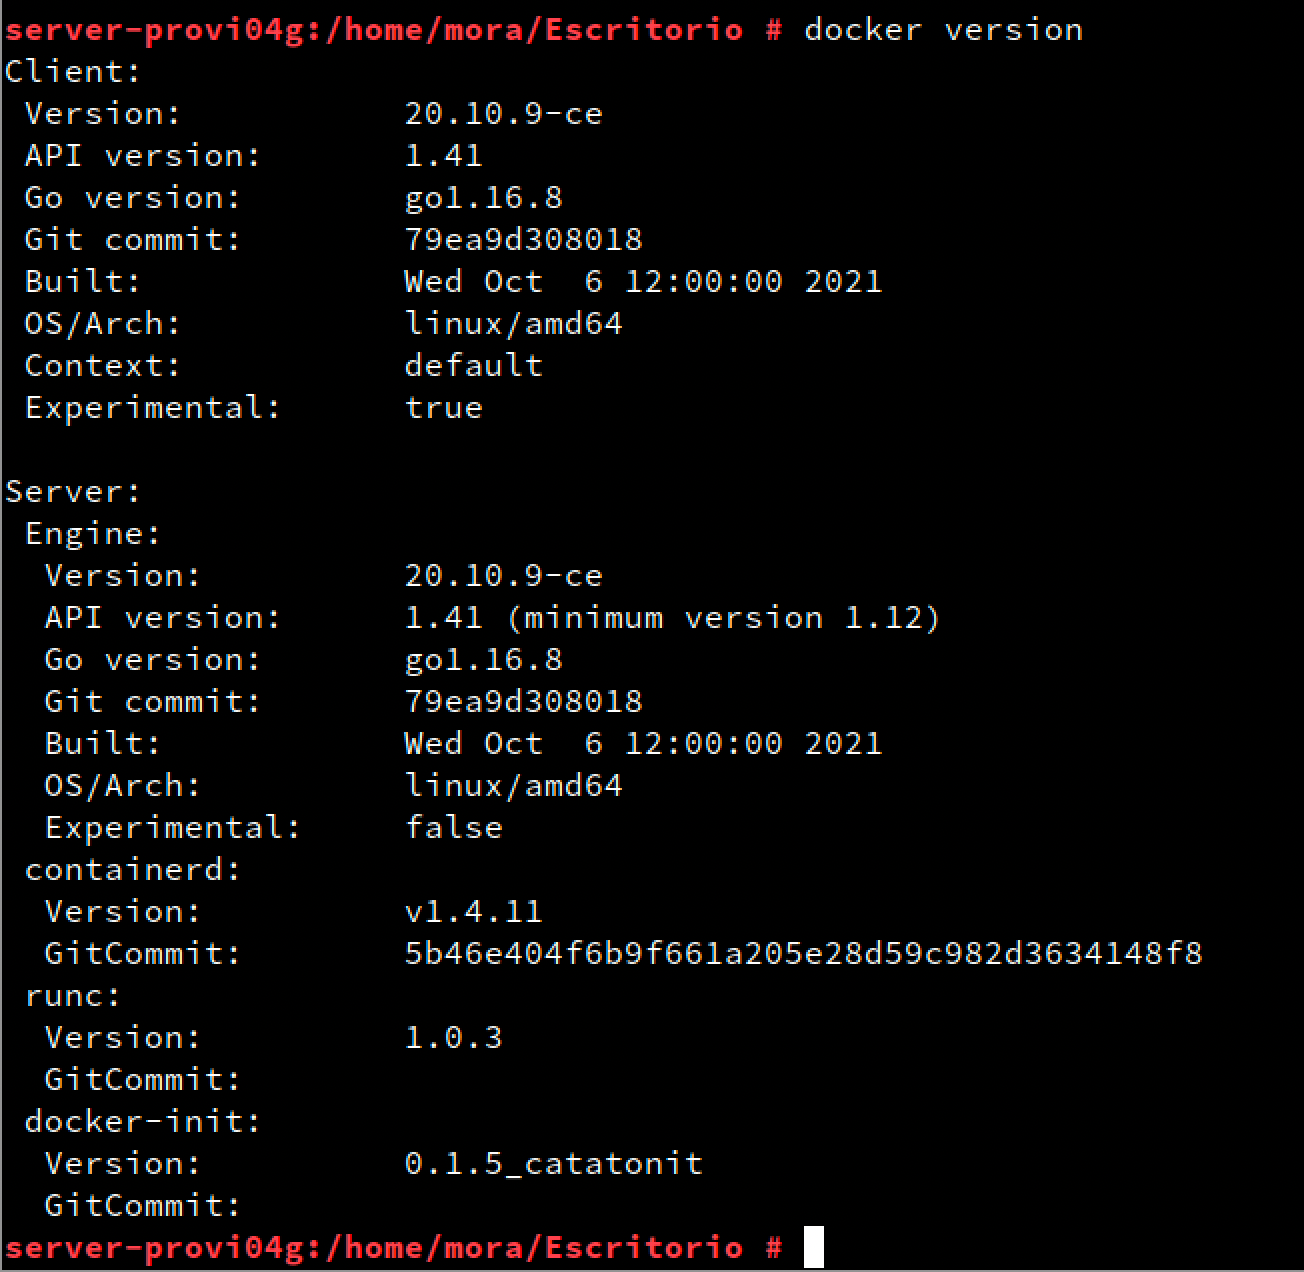 server-provi04g:/home/mora/Escritorio # docker version
Client:
 Version:           20.10.9-ce
 API version:       1.41
 Go version:        go1.16.8
 Git commit:        79ea9d308018
 Built:             Wed Oct  6 12:00:00 2021
 OS/Arch:           linux/amd64
 Context:           default
 Experimental:      true

Server:
 Engine:
  Version:          20.10.9-ce
  API version:      1.41 (minimum version 1.12)
  Go version:       go1.16.8
  Git commit:       79ea9d308018
  Built:            Wed Oct  6 12:00:00 2021
  OS/Arch:          linux/amd64
  Experimental:     false
 containerd:
  Version:          v1.4.11
  GitCommit:        5b46e404f6b9f661a205e28d59c982d3634148f8
 runc:
  Version:          1.0.3
  GitCommit:
 docker-init:
  Version:          0.1.5_catatonit
  GitCommit:
server-provi04g:/home/mora/Escritorio #